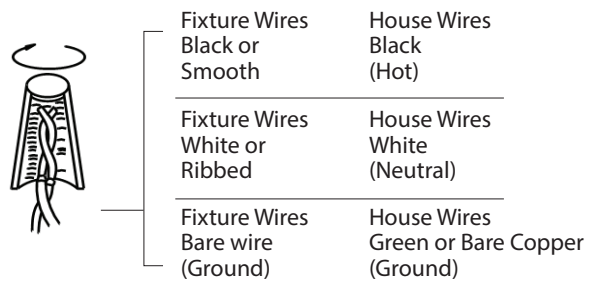 Fixture Wires House Wires
Black or Black
Smooth (Hot)
Fixture Wires House Wires
White or White
Ribbed (Neutral)
Fixture Wires House Wires
Bare wire Green or Bare Copper
(Ground) (Ground)